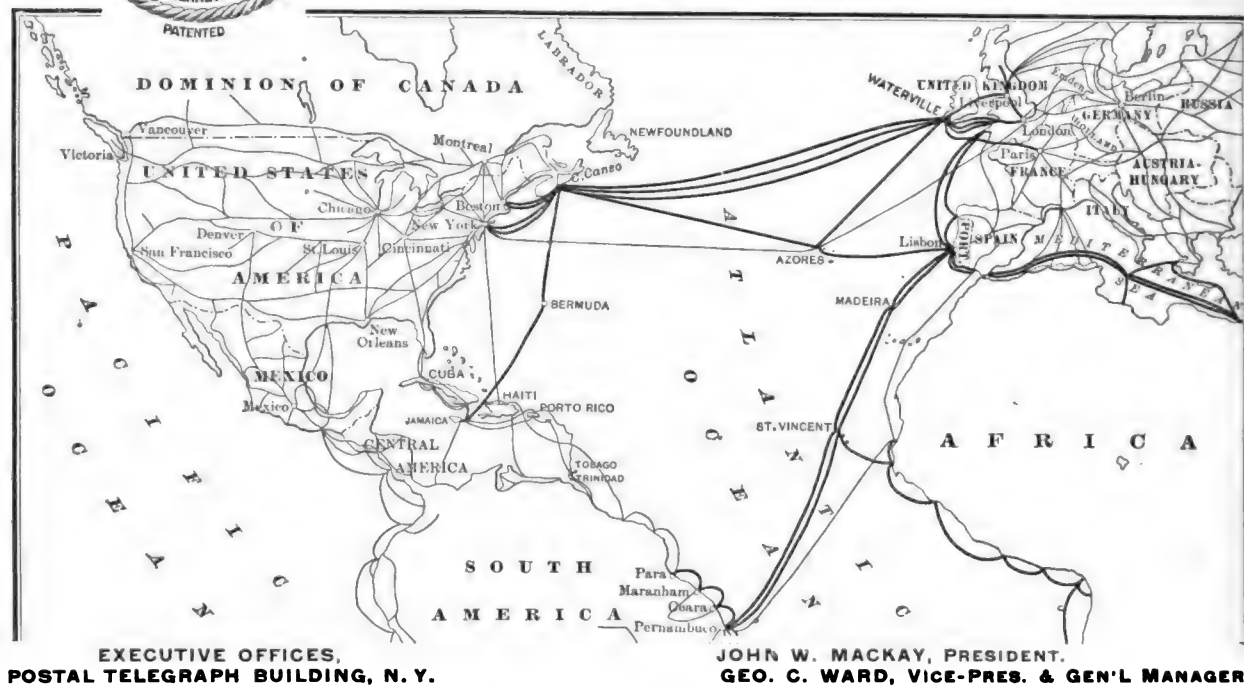 PATENTED
DOMINION OF CANADA
LABRADOR
NEWFOUNDLAND
Vancouver
Victoria
Montreal
C. Canso
UNITED STATES
OF
AMERICA
Chicago
Boston
New York
Denver
St. Louis
Cincinnati
San Francisco
New
Orleans
MEXICO
Mexico
CUBA
HAITI
JAMAICA
PORTO RICO
CENTRAL
AMERICA
TOBAGO
TRINIDAD
BERMUDA
PACIFIC
OCEAN
ATLANTIC
OCEAN
WATERVILLE
UNITED KINGDOM
Liverpool
London
Emden
Berlin
GERMANY
HOLLAND
RUSSIA
Paris
FRANCE
AUSTRIA-
HUNGARY
ITALY
Lisbon
PORT.
SPAIN
MEDITERRANEAN
SEA
AZORES
MADEIRA
ST. VINCENT
AFRICA
SOUTH
AMERICA
Para
Maranham
Ceara
Pernambuco
EXECUTIVE OFFICES,
POSTAL TELEGRAPH BUILDING, N. Y.
JOHN W. MACKAY, PRESIDENT.
GEO. C. WARD, VICE-PRES. & GEN'L MANAGER